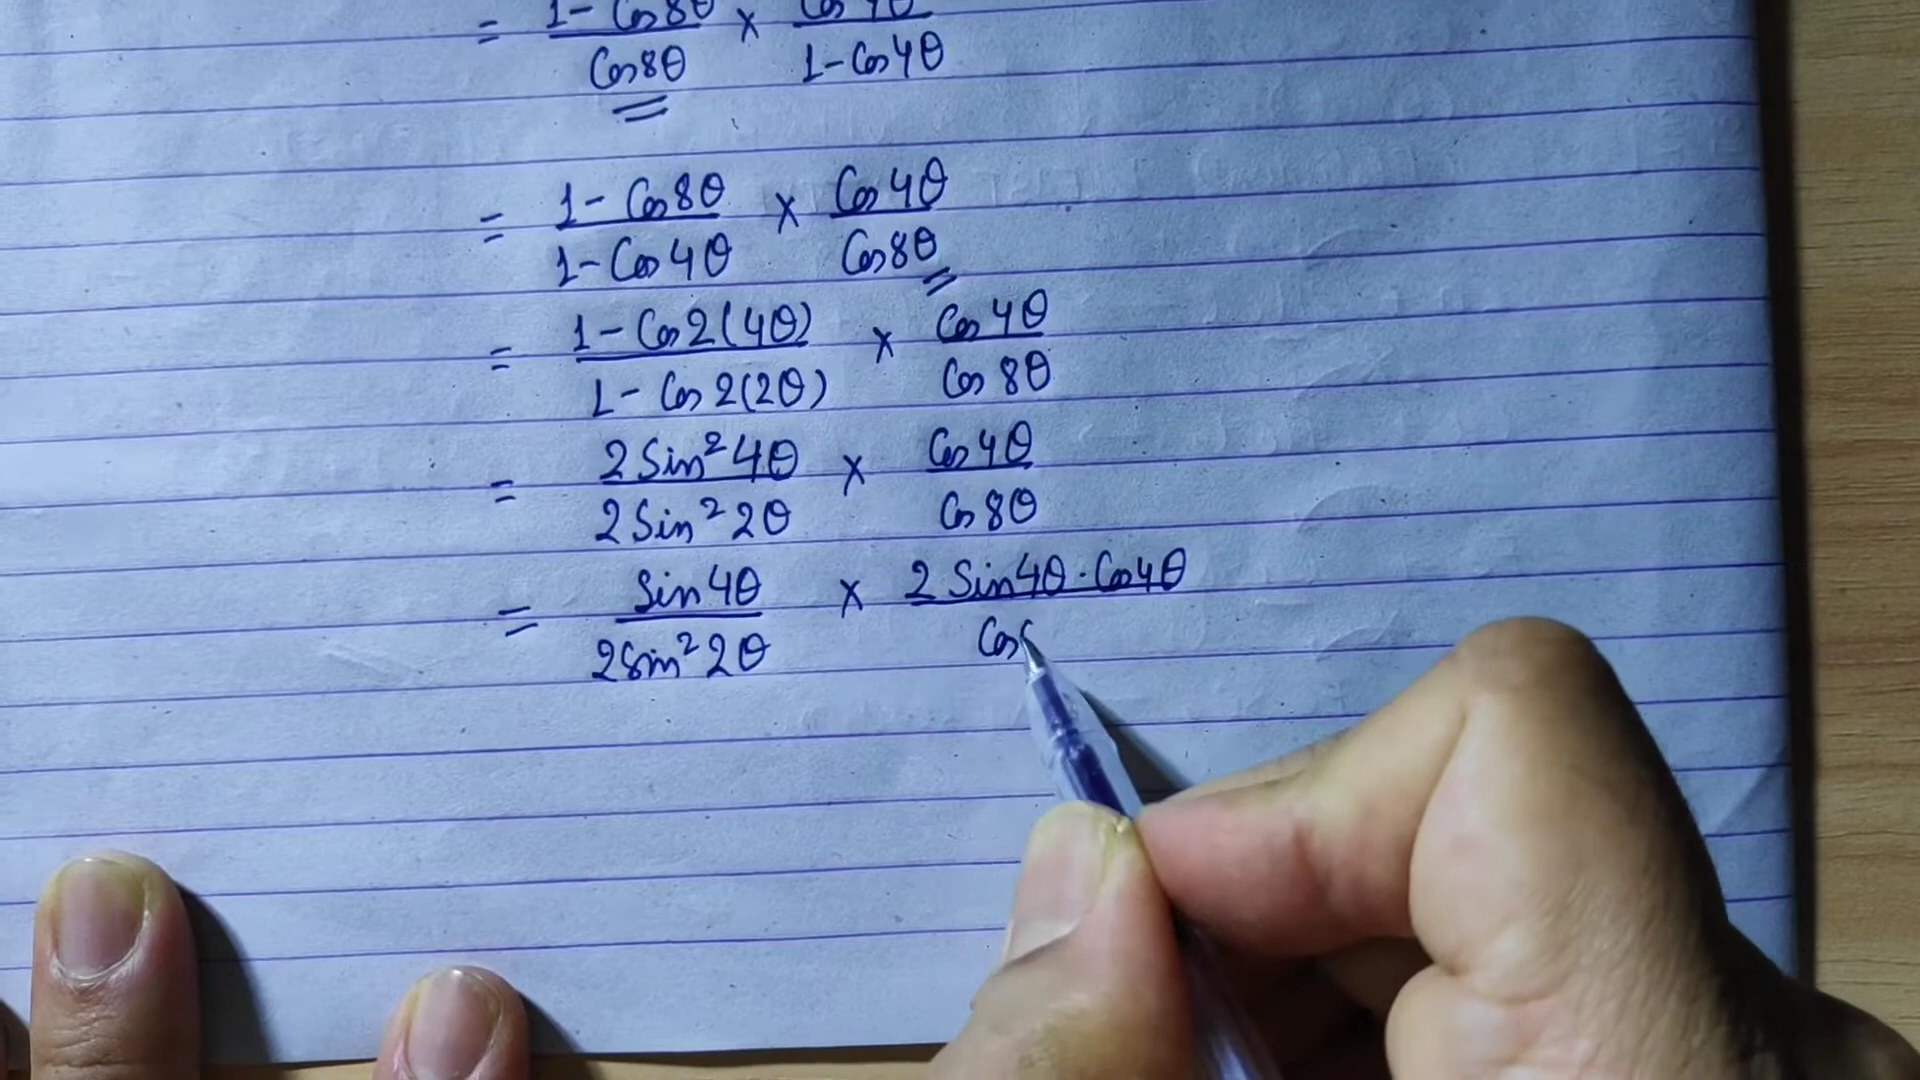 = 1 - Cos8θ / Cos8θ × Cos4θ / 1 - Cos4θ
= 1 - Cos8θ / 1 - Cos4θ × Cos4θ / Cos8θ
= 1 - Cos2(4θ) / 1 - Cos2(2θ) × Cos4θ / Cos8θ
= 2Sin²4θ / 2Sin²2θ × Cos4θ / Cos8θ
= Sin4θ / 2Sin²2θ × 2Sin4θ·Cos4θ / Cos